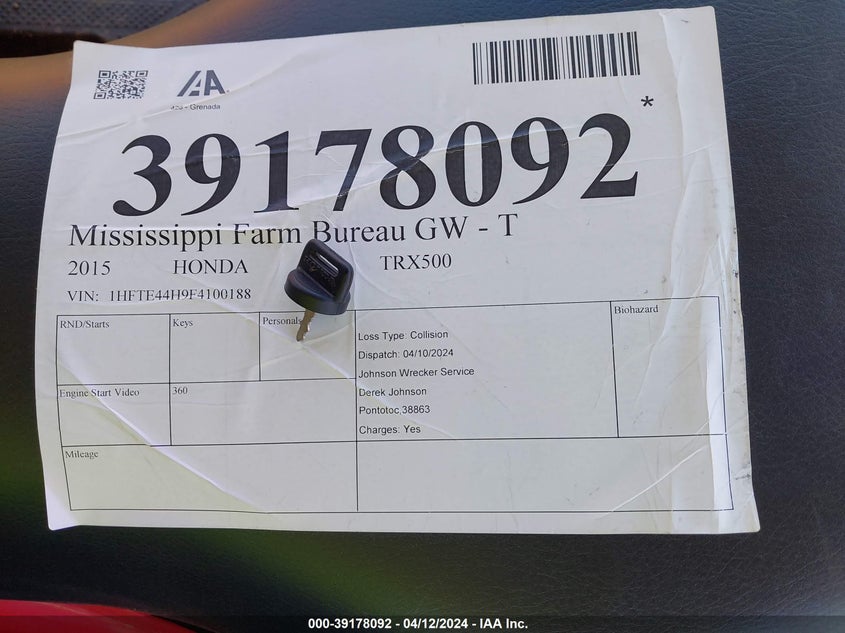 IAA
425 - Grenada
39178092*
Mississippi Farm Bureau GW - T
2015 HONDA TRX500
VIN: 1HFTE44H9F4100188
RND/Starts Keys Personals Biohazard
Loss Type: Collision
Dispatch: 04/10/2024
Johnson Wrecker Service
Engine Start Video 360 Derek Johnson
Pontotoc,38863
Charges: Yes
Mileage
000-39178092 - 04/12/2024 - IAA Inc.